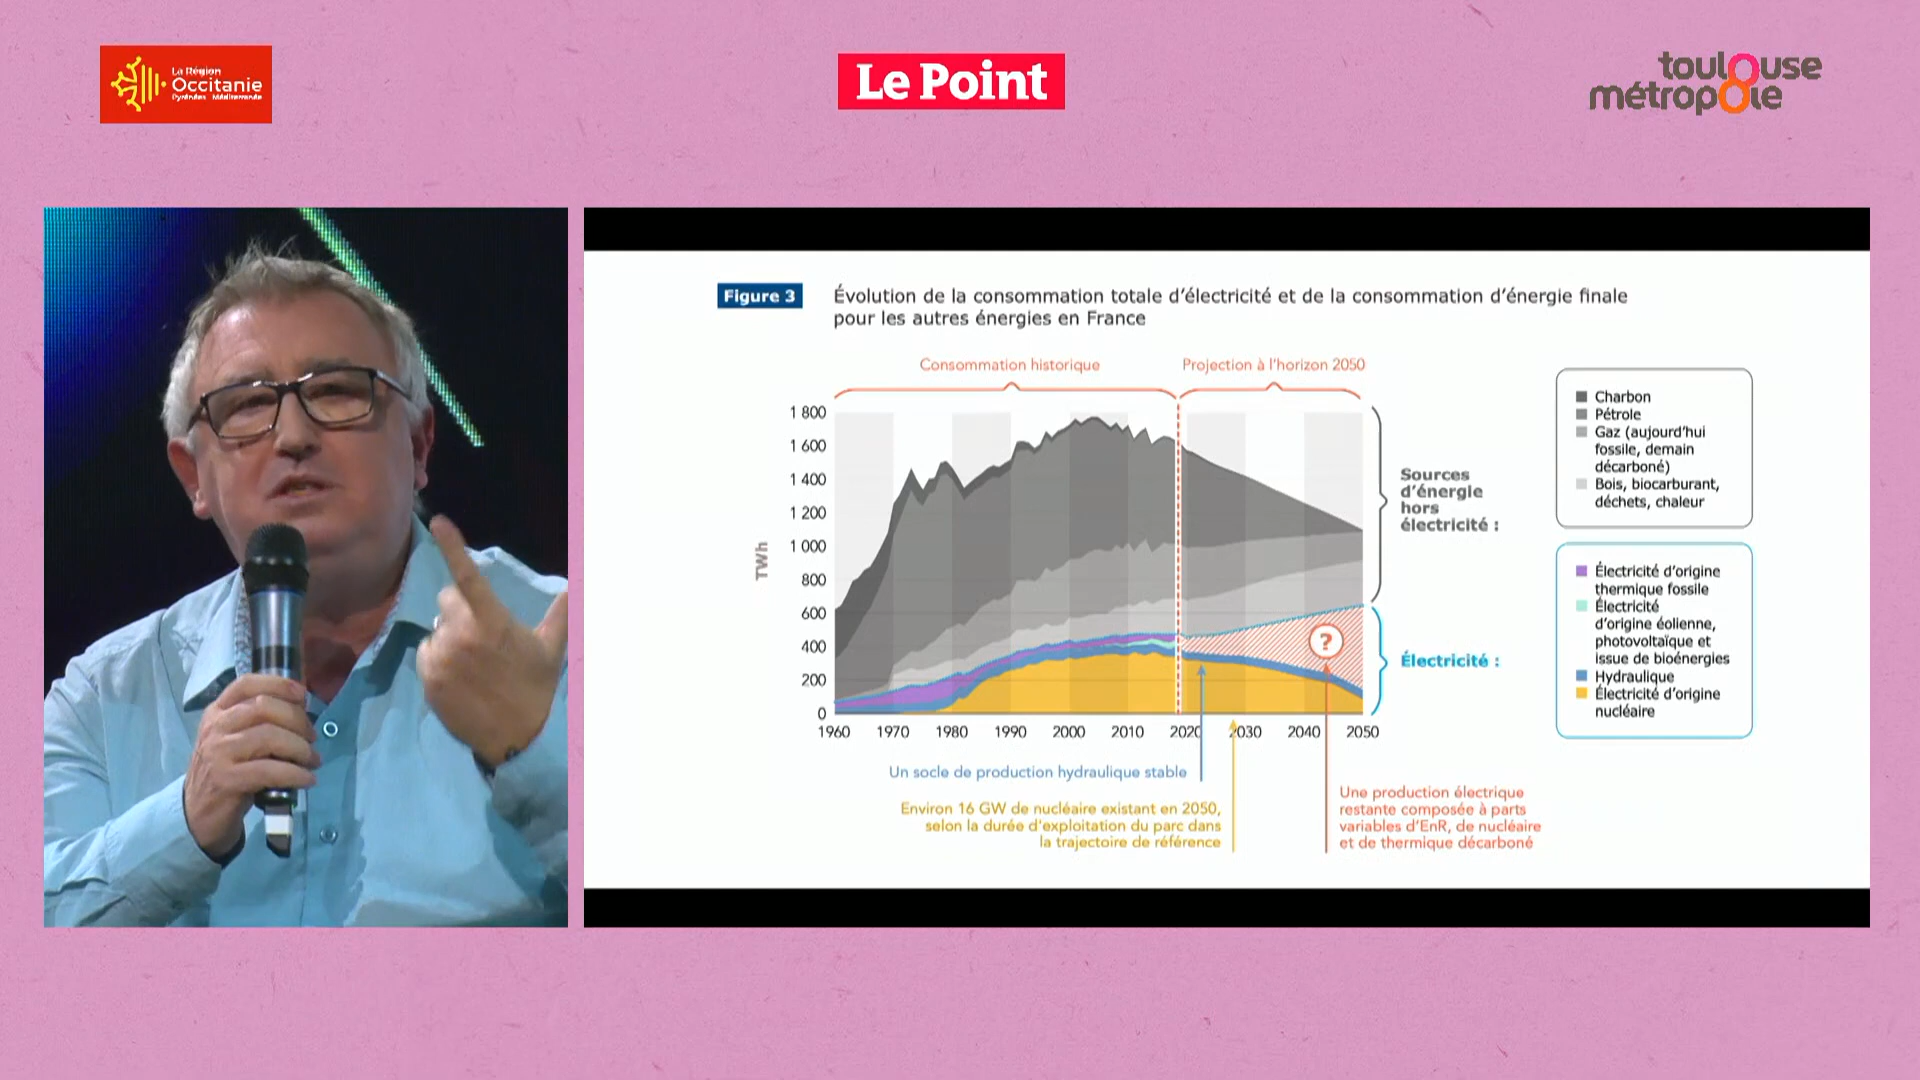 La Région
Occitanie
Pyrénées Méditerranée
Le Point
toulouse
métropole
Figure 3
Évolution de la consommation totale d'électricité et de la consommation d'énergie finale
pour les autres énergies en France
Consommation historique
Projection à l'horizon 2050
TWh
1 800
1 600
1 400
1 200
1 000
800
600
400
200
0
1960 1970 1980 1990 2000 2010 2020 2030 2040 2050
?
Sources
d'énergie
hors
électricité :
Électricité :
Charbon
Pétrole
Gaz (aujourd'hui
fossile, demain
décarboné)
Bois, biocarburant,
déchets, chaleur
Électricité d'origine
thermique fossile
Électricité
d'origine éolienne,
photovoltaïque et
issue de bioénergies
Hydraulique
Électricité d'origine
nucléaire
Un socle de production hydraulique stable
Environ 16 GW de nucléaire existant en 2050,
selon la durée d'exploitation du parc dans
la trajectoire de référence
Une production électrique
restante composée à parts
variables d'EnR, de nucléaire
et de thermique décarboné